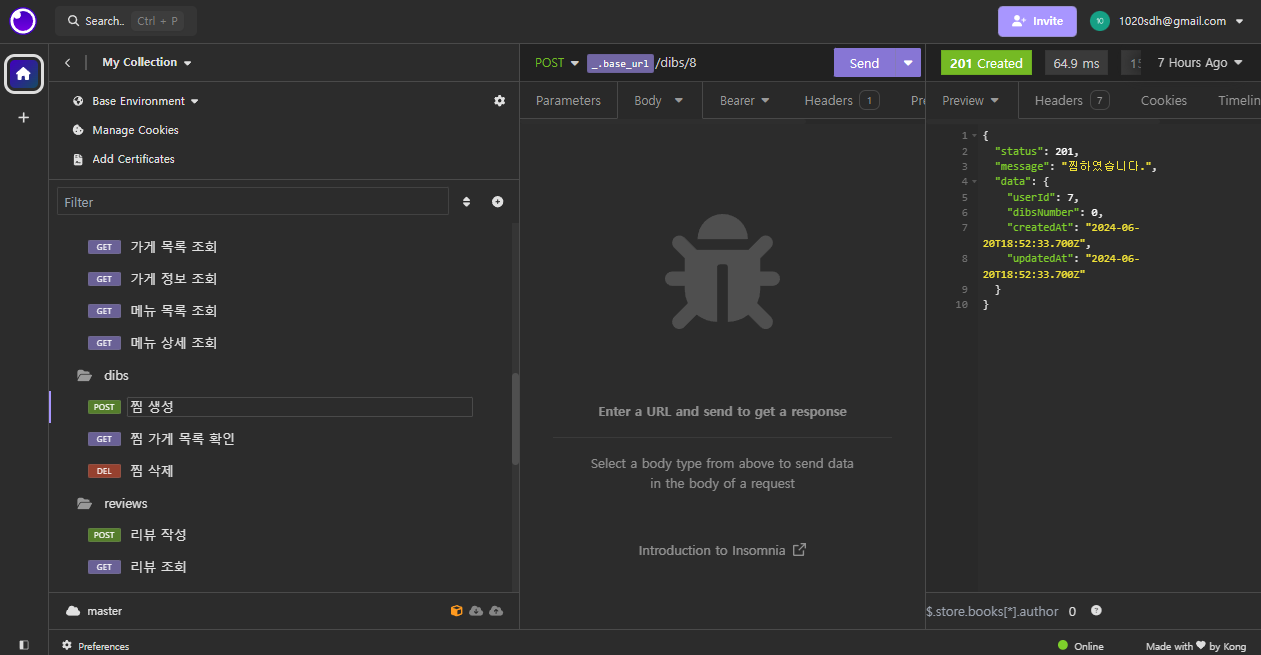 Search.. Ctrl + P
Invite
10
1020sdh@gmail.com
My Collection
Base Environment
Manage Cookies
Add Certificates
Filter
GET 가게 목록 조회
GET 가게 정보 조회
GET 메뉴 목록 조회
GET 메뉴 상세 조회
dibs
POST 찜 생성
GET 찜 가게 목록 확인
DEL 찜 삭제
reviews
POST 리뷰 작성
GET 리뷰 조회
master
Preferences
POST _.base_url /dibs/8 Send
Parameters Body Bearer Headers 1 Pre
Enter a URL and send to get a response
Select a body type from above to send data
in the body of a request
Introduction to Insomnia
201 Created 64.9 ms 7 Hours Ago
Preview Headers 7 Cookies Timelin
1 {
2 "status": 201,
3 "message": "찜하였습니다.",
4 "data": {
5 "userId": 7,
6 "dibsNumber": 0,
7 "createdAt": "2024-06-
20T18:52:33.700Z",
8 "updatedAt": "2024-06-
20T18:52:33.700Z"
9 }
10 }
$.store.books[*].author 0 ?
Online
Made with ♥ by Kong